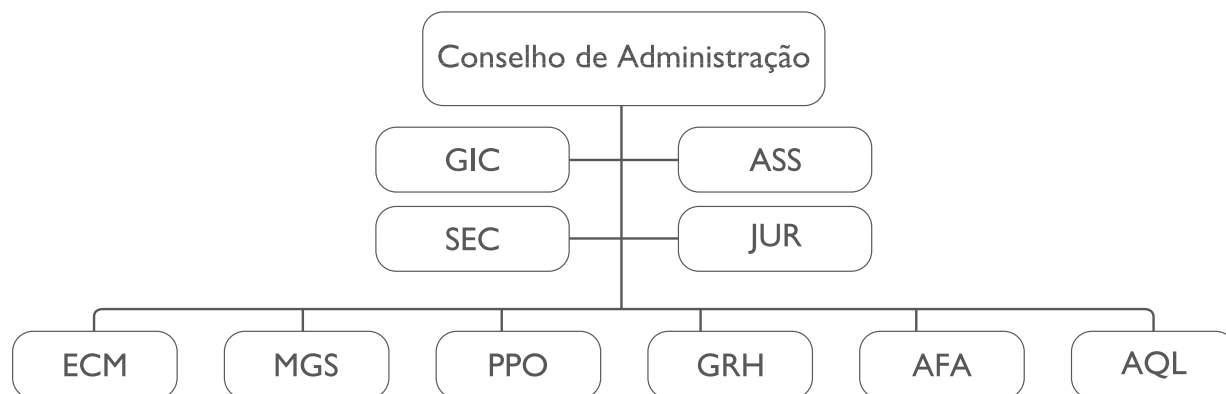 Conselho de Administração
GIC
ASS
SEC
JUR
ECM
MGS
PPO
GRH
AFA
AQL